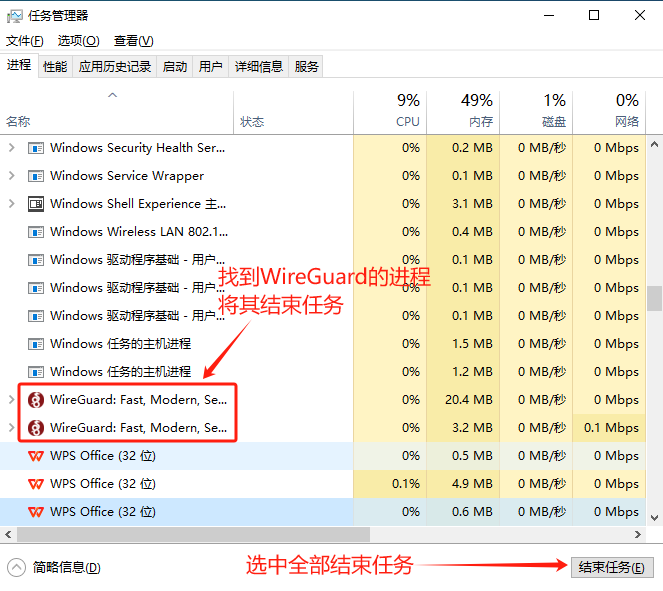 任务管理器
文件(F) 选项(O) 查看(V)
进程 性能 应用历史记录 启动 用户 详细信息 服务
9% 49% 1% 0%
名称 状态 CPU 内存 磁盘 网络
Windows Security Health Ser... 0% 0.2 MB 0 MB/秒 0 Mbps
Windows Service Wrapper 0% 0.1 MB 0 MB/秒 0 Mbps
Windows Shell Experience 主... 0% 3.1 MB 0 MB/秒 0 Mbps
Windows Wireless LAN 802.1... 0% 0.4 MB 0 MB/秒 0 Mbps
Windows 驱动程序基础 - 用户... 0% 0.1 MB 0 MB/秒 0 Mbps
找到WireGuard的进程
Windows 驱动程序基础 - 用户... 0% 0.1 MB 0 MB/秒 0 Mbps
将其结束任务
Windows 驱动程序基础 - 用户... 0% 0.1 MB 0 MB/秒 0 Mbps
Windows 任务的主机进程 0% 1.5 MB 0 MB/秒 0 Mbps
Windows 任务的主机进程 0% 1.2 MB 0 MB/秒 0 Mbps
WireGuard: Fast, Modern, Se... 0% 20.4 MB 0 MB/秒 0 Mbps
WireGuard: Fast, Modern, Se... 0% 3.2 MB 0 MB/秒 0.1 Mbps
WPS Office (32 位) 0% 0.5 MB 0 MB/秒 0 Mbps
WPS Office (32 位) 0.1% 4.9 MB 0 MB/秒 0 Mbps
WPS Office (32 位) 0% 0.6 MB 0 MB/秒 0 Mbps
简略信息(D) 选中全部结束任务 结束任务(E)